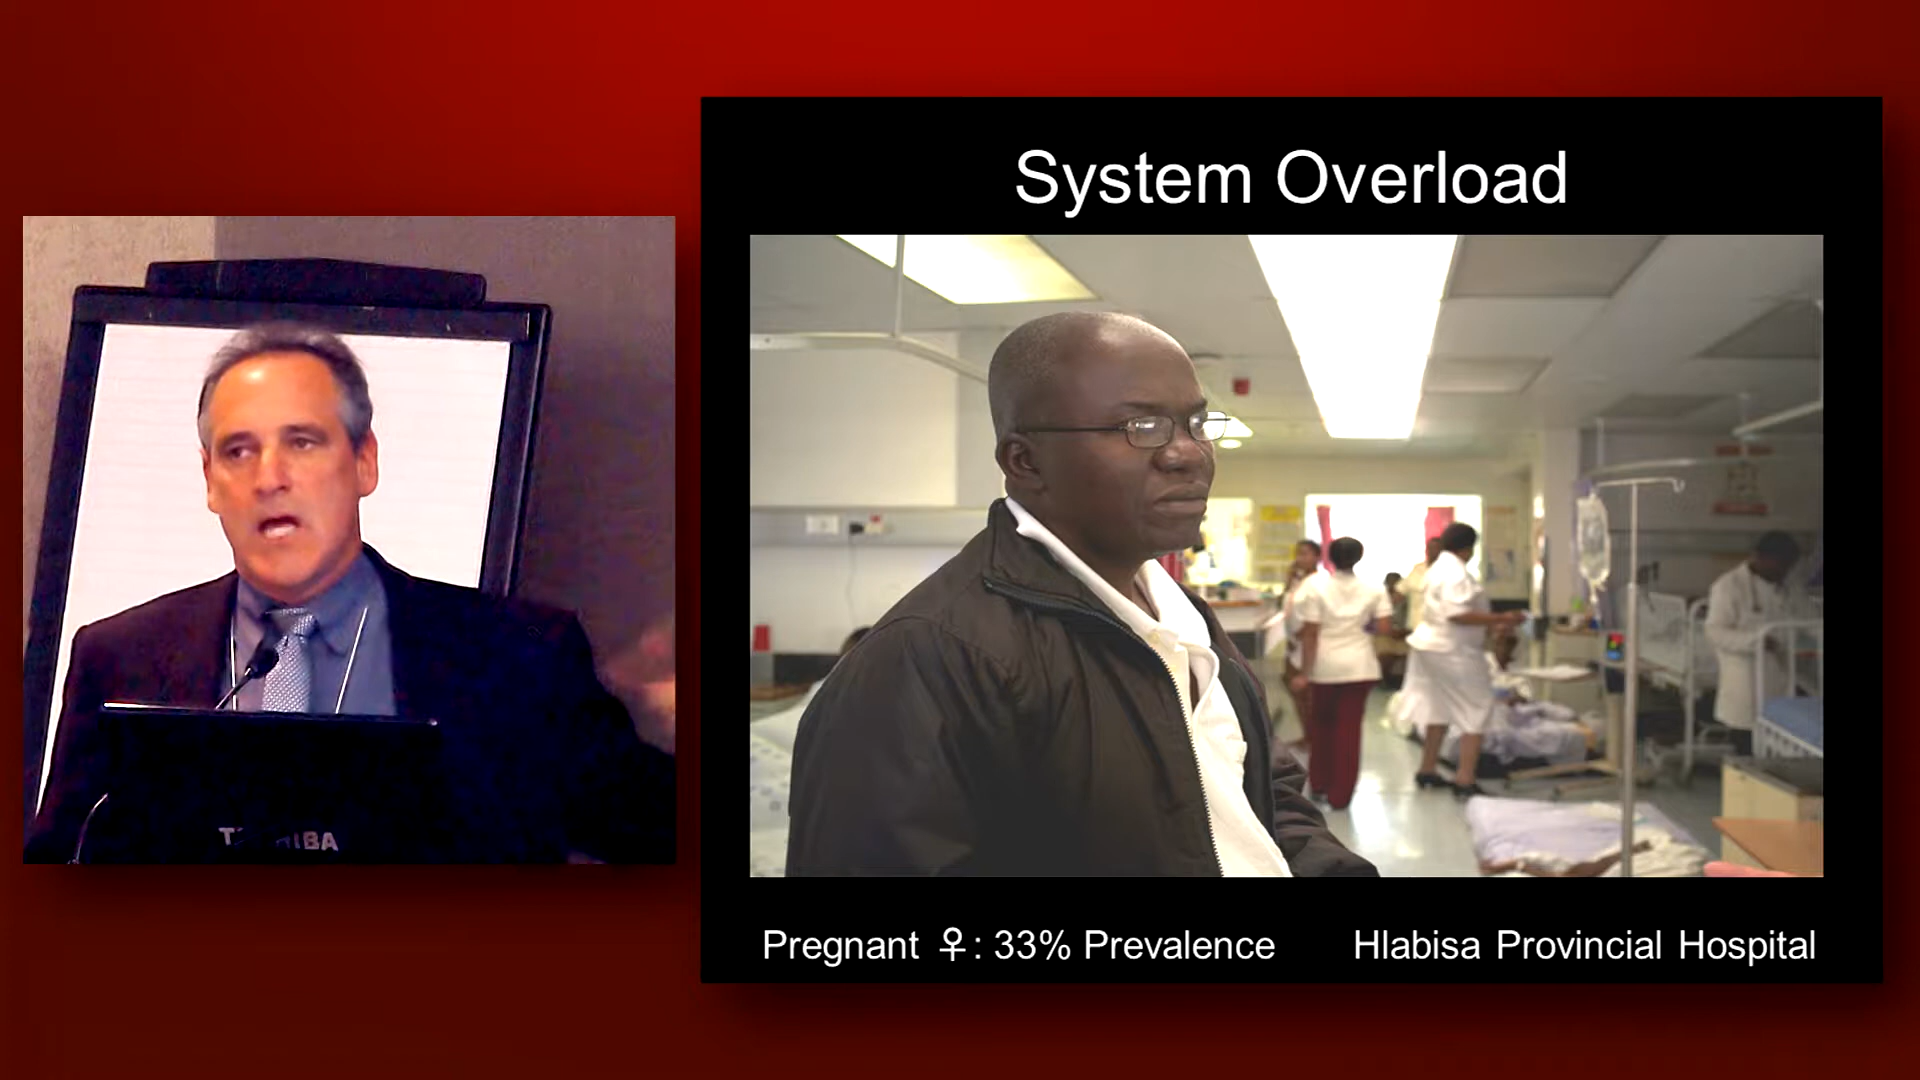 System Overload
Pregnant ♀: 33% Prevalence
Hlabisa Provincial Hospital